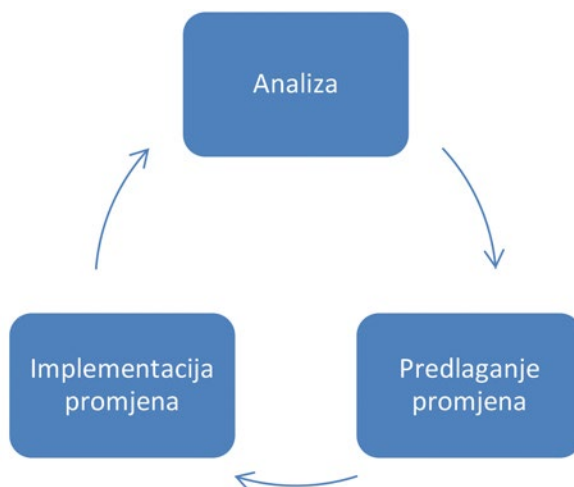 Analiza
Predlaganje
promjena
Implementacija
promjena